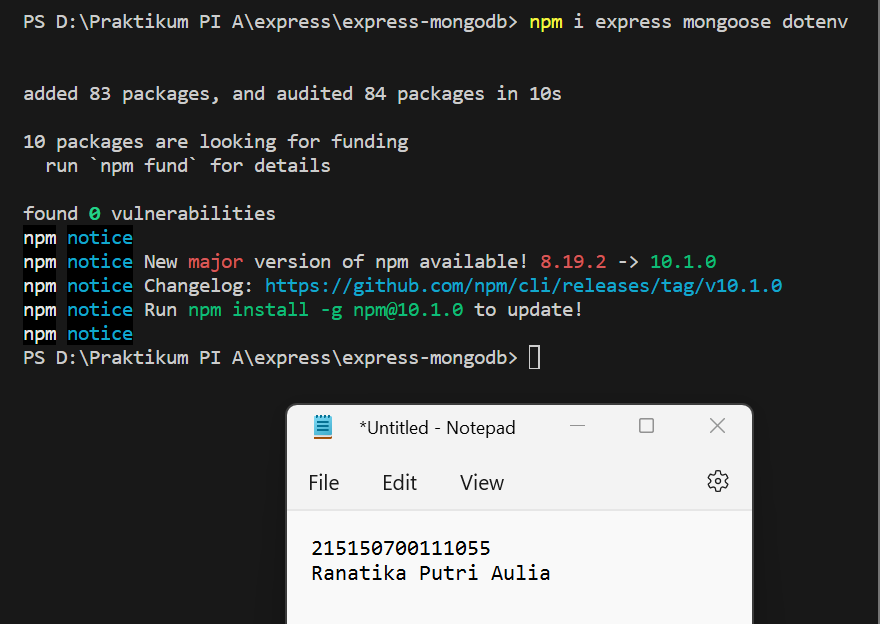 PS D:\Praktikum PI A\express\express-mongodb> npm i express mongoose dotenv
added 83 packages, and audited 84 packages in 10s
10 packages are looking for funding
  run `npm fund` for details
found 0 vulnerabilities
npm notice
npm notice New major version of npm available! 8.19.2 -> 10.1.0
npm notice Changelog: https://github.com/npm/cli/releases/tag/v10.1.0
npm notice Run npm install -g npm@10.1.0 to update!
npm notice
PS D:\Praktikum PI A\express\express-mongodb>
*Untitled - Notepad
File Edit View
215150700111055
Ranatika Putri Aulia